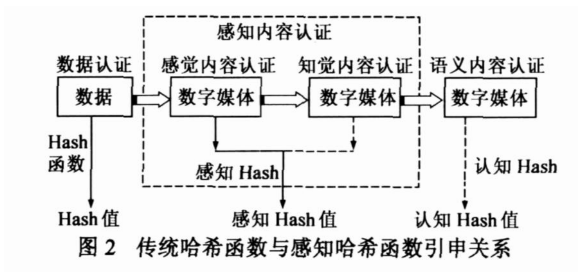 感知内容认证
数据认证 感觉内容认证 知觉内容认证 语义内容认证
数据 数字媒体 数字媒体 数字媒体
Hash
函数
感知 Hash
认知 Hash
Hash 值 感知 Hash 值 认知 Hash 值
图 2 传统哈希函数与感知哈希函数引申关系